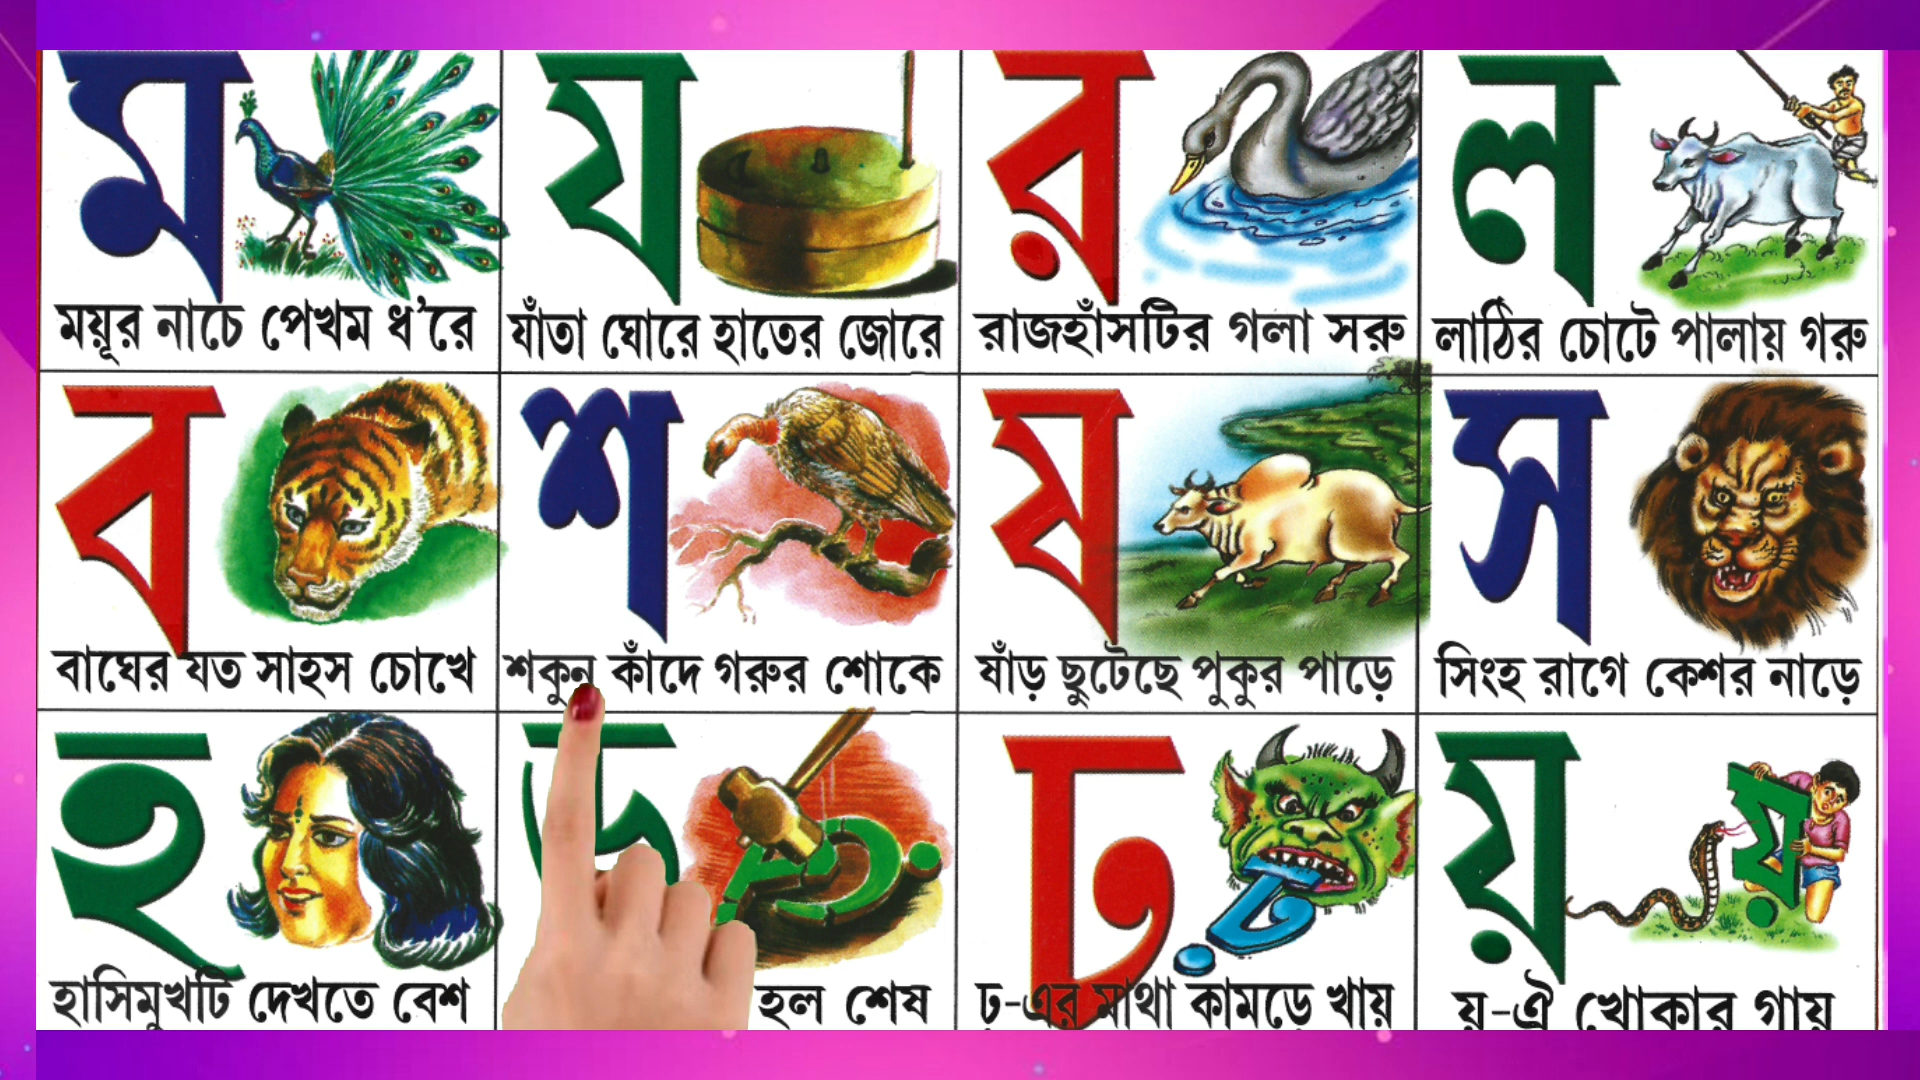 ম
ময়ূর নাচে পেখম ধ'রে
য
যাঁতা ঘোরে হাতের জোরে
র
রাজহাঁসটির গলা সরু
ল
লাঠির চোটে পালায় গরু
ব
বাঘের যত সাহস চোখে
শ
শকুন কাঁদে গরুর শোকে
ষ
ষাঁড় ছুটেছে পুকুর পাড়ে
স
সিংহ রাগে কেশর নাড়ে
হ
হাসিমুখটি দেখতে বেশ
হল শেষ
ঢ়-এর মাথা কামড়ে খায়
য়
য়-ঐ খোকার গায়